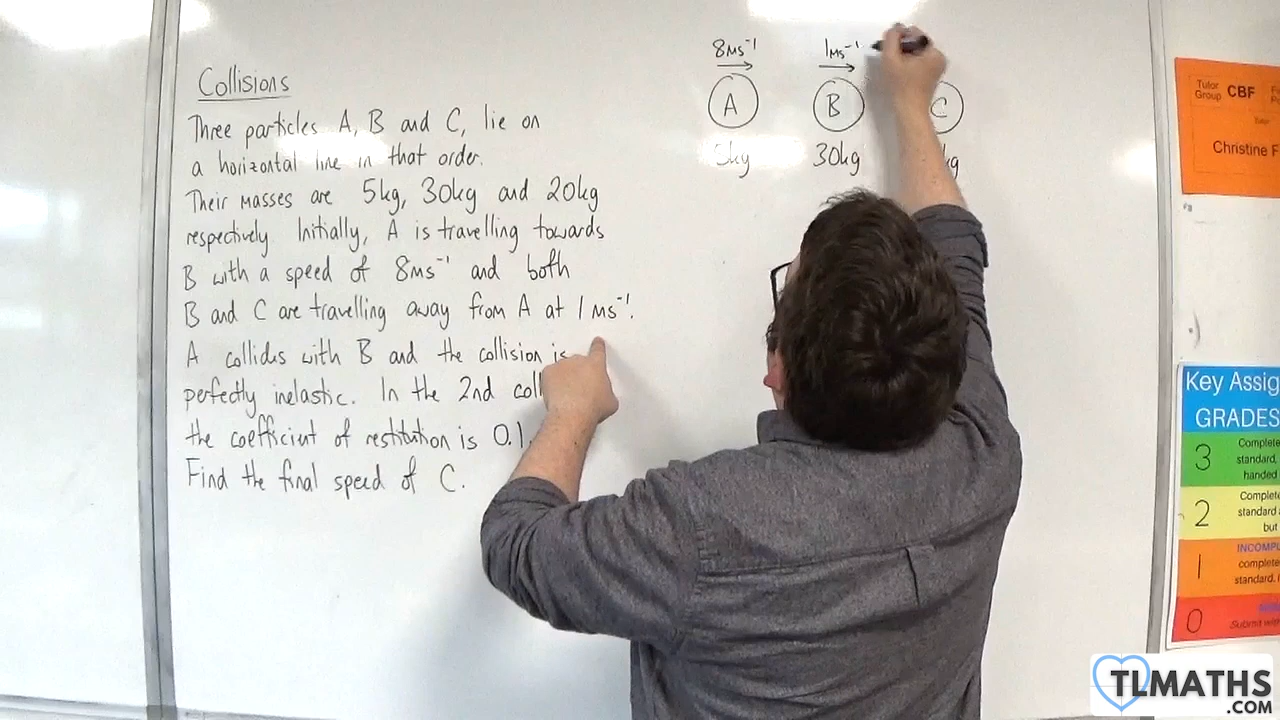 Collisions
Three particles A, B and C, lie on
a horizontal line in that order.
Their masses are 5kg, 30kg and 20kg
respectively. Initially, A is travelling towards
B with a speed of 8ms⁻¹ and both
B and C are travelling away from A at 1ms⁻¹.
A collides with B and the collision is
perfectly inelastic. In the 2nd coll
the coefficient of restitution is 0.1.
Find the final speed of C.
8ms⁻¹ 1ms⁻¹
A B C
5kg 30kg kg
Tutor
Group CBF
Christine F
Key Assig
GRADES
3 Complete
standard,
handed
2 Complete
standard
but
INCOMPL
1 complete
standard.
0 Submit
TLMATHS
.COM